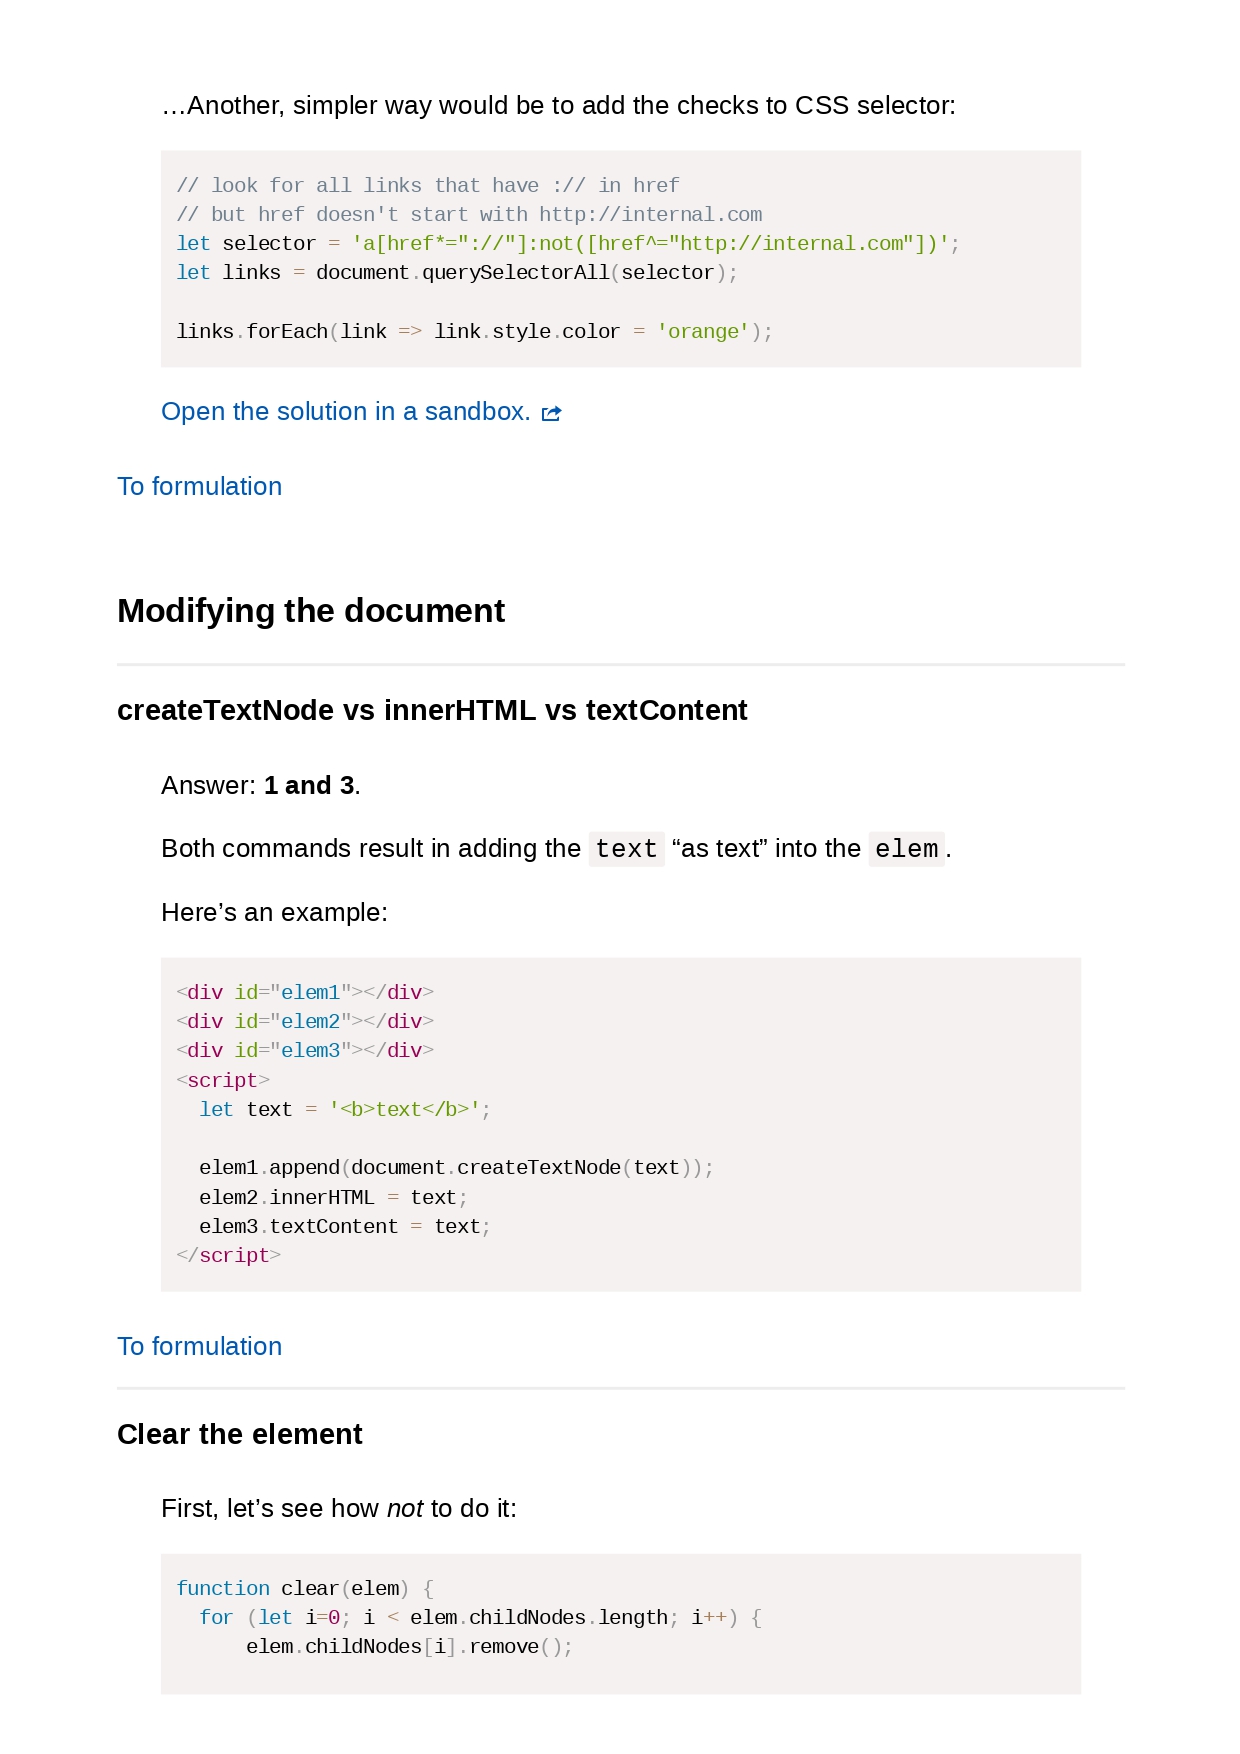 …Another, simpler way would be to add the checks to CSS selector:
// look for all links that have :// in href
// but href doesn't start with http://internal.com
let selector = 'a[href*="://"]:not([href^="http://internal.com"])';
let links = document.querySelectorAll(selector);
links.forEach(link => link.style.color = 'orange');
Open the solution in a sandbox.
To formulation
Modifying the document
createTextNode vs innerHTML vs textContent
Answer: 1 and 3.
Both commands result in adding the text “as text” into the elem.
Here’s an example:
<div id="elem1"></div>
<div id="elem2"></div>
<div id="elem3"></div>
<script>
  let text = '<b>text</b>';
  elem1.append(document.createTextNode(text));
  elem2.innerHTML = text;
  elem3.textContent = text;
</script>
To formulation
Clear the element
First, let’s see how not to do it:
function clear(elem) {
  for (let i=0; i < elem.childNodes.length; i++) {
      elem.childNodes[i].remove();